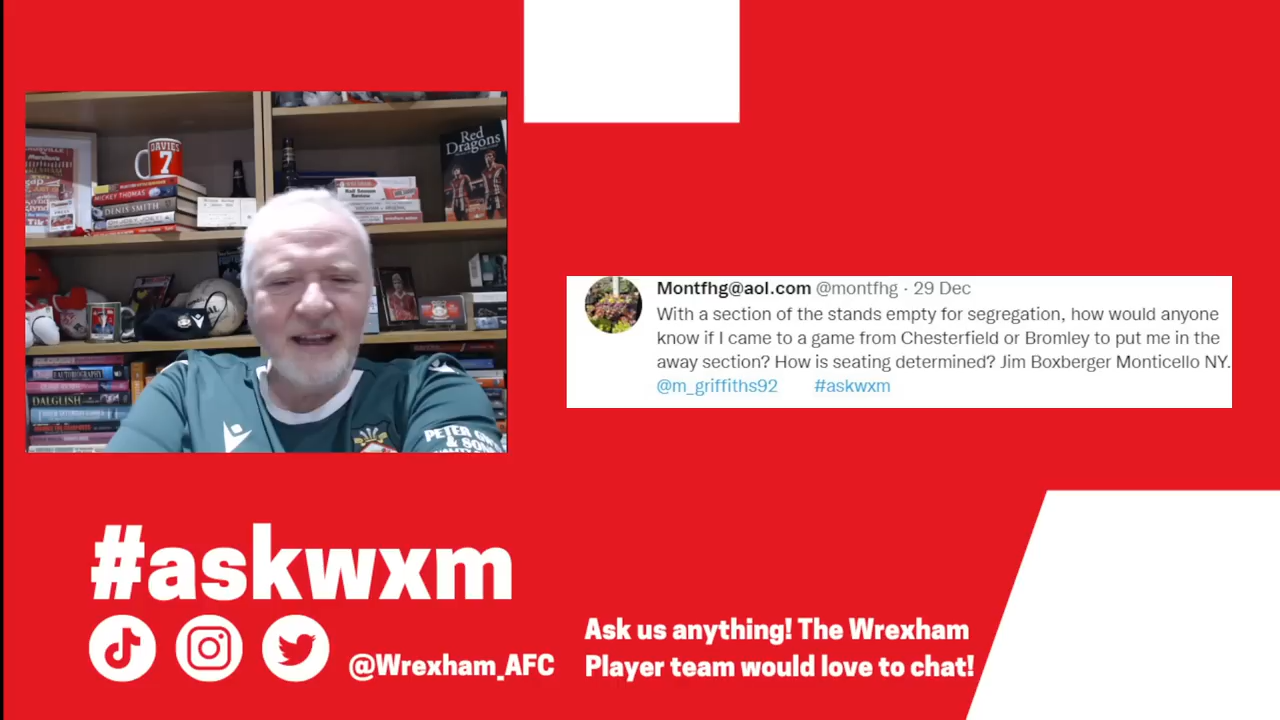 DAVIES
7
MICKEY THOMAS
DENIS SMITH
Red
Dragons
AUTOBIOGRAPHY
DALGLISH
PETER
& SON
Montfhg@aol.com @montfhg · 29 Dec
With a section of the stands empty for segregation, how would anyone
know if I came to a game from Chesterfield or Bromley to put me in the
away section? How is seating determined? Jim Boxberger Monticello NY.
@m_griffiths92 #askwxm
#askwxm
@Wrexham_AFC
Ask us anything! The Wrexham
Player team would love to chat!